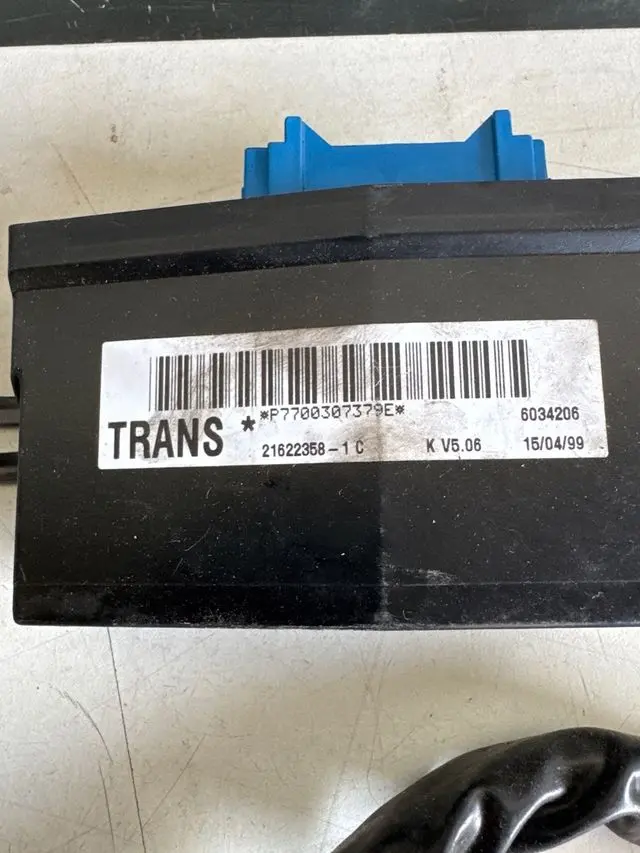 *P7700307379E*
TRANS * 6034206
21622358-1 C K V5.06 15/04/99